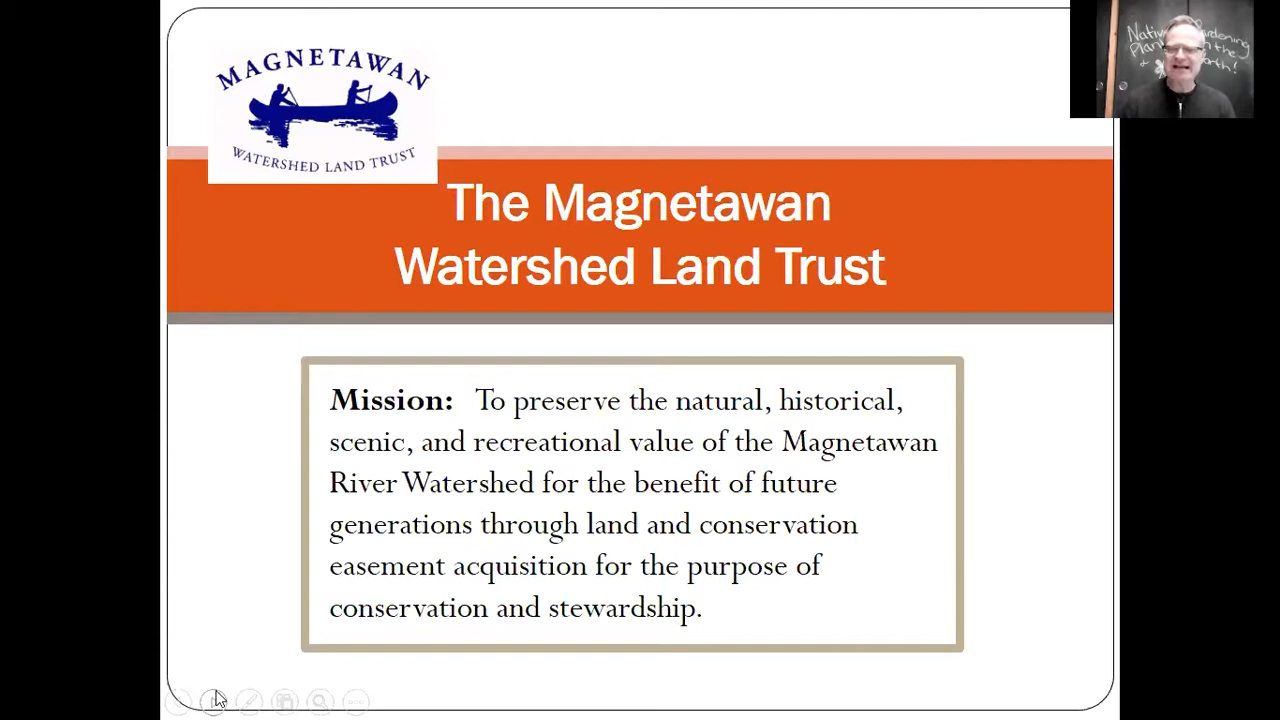 MAGNETAWAN
WATERSHED LAND TRUST
The Magnetawan
Watershed Land Trust
Mission: To preserve the natural, historical,
scenic, and recreational value of the Magnetawan
River Watershed for the benefit of future
generations through land and conservation
easement acquisition for the purpose of
conservation and stewardship.